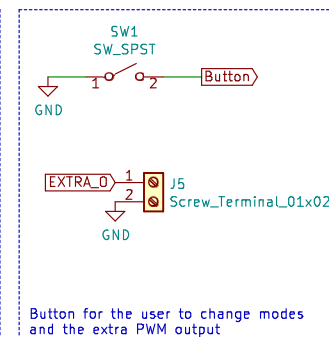 SW1
SW_SPST
1
2
Button
GND
EXTRA_O
1
2
J5
Screw_Terminal_01x02
GND
Button for the user to change modes
and the extra PWM output